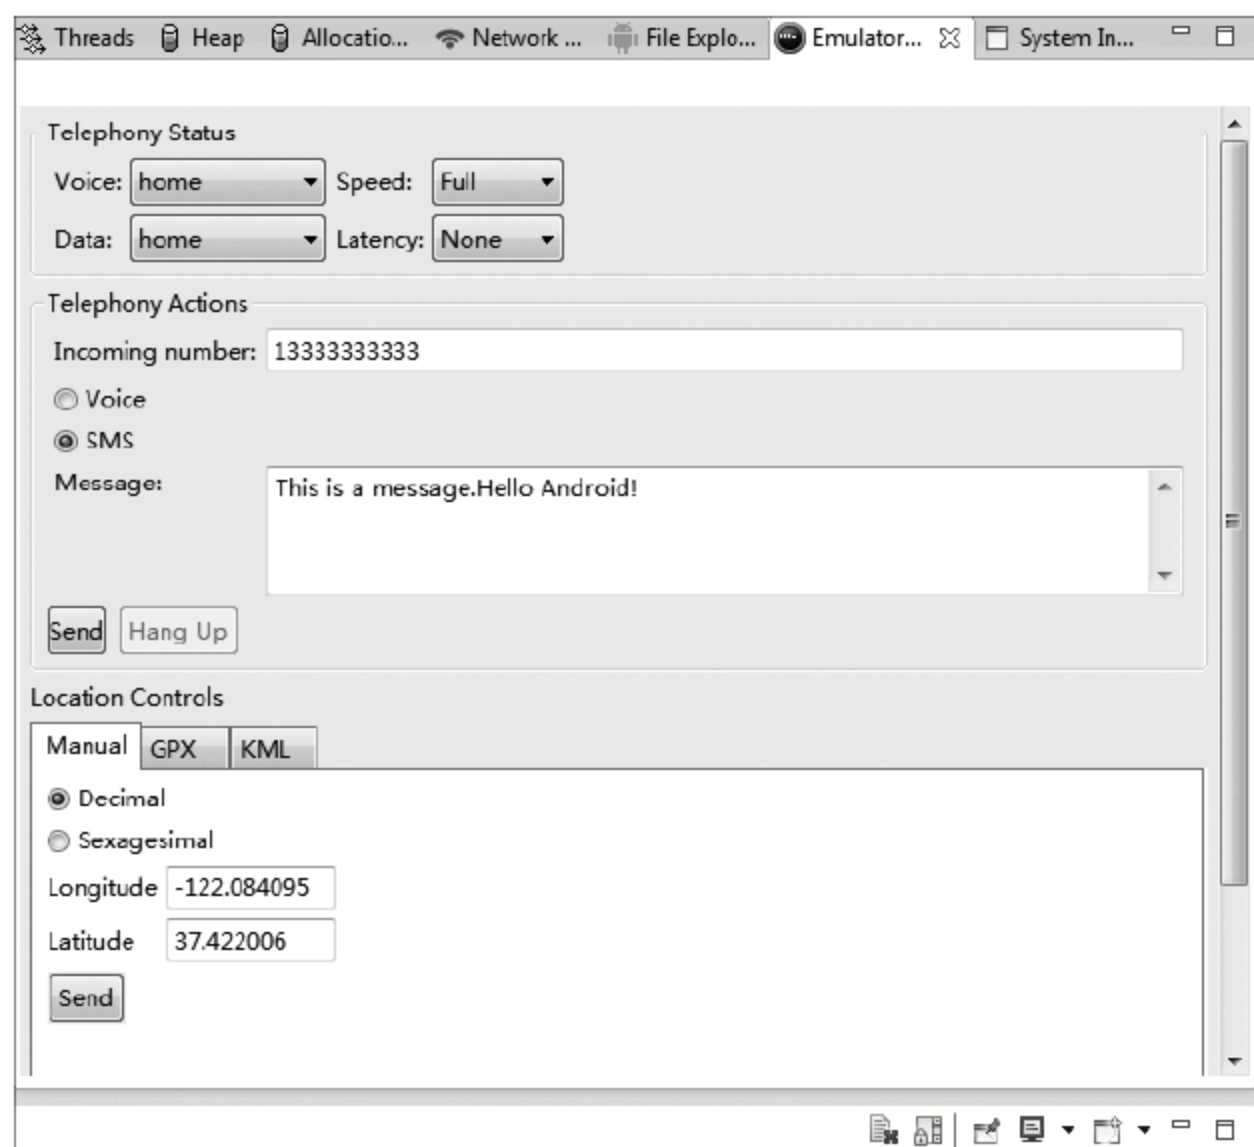 Threads Heap Allocatio... Network ... File Explo... Emulator... System In...
Telephony Status
Voice: home Speed: Full
Data: home Latency: None
Telephony Actions
Incoming number: 13333333333
Voice
SMS
Message: This is a message.Hello Android!
Send Hang Up
Location Controls
Manual GPX KML
Decimal
Sexagesimal
Longitude -122.084095
Latitude 37.422006
Send